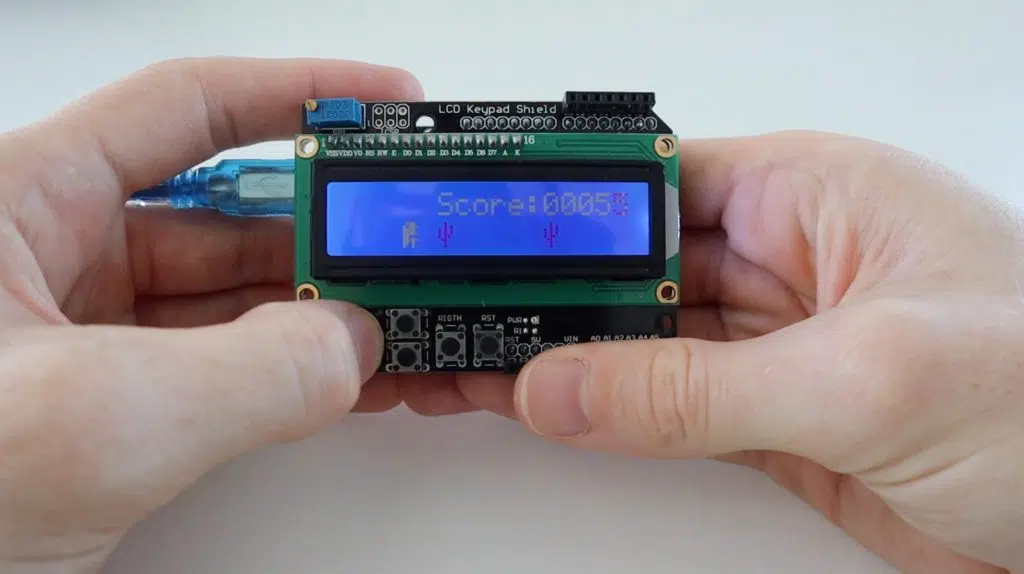 LCD Keypad Shield
1 16
VSS VDD V0 RS RW E D0 D1 D2 D3 D4 D5 D6 D7 A K
Score:0005
RIGTH RST PWR
RST 5V VIN A0 A1 A2 A3 A4 A5